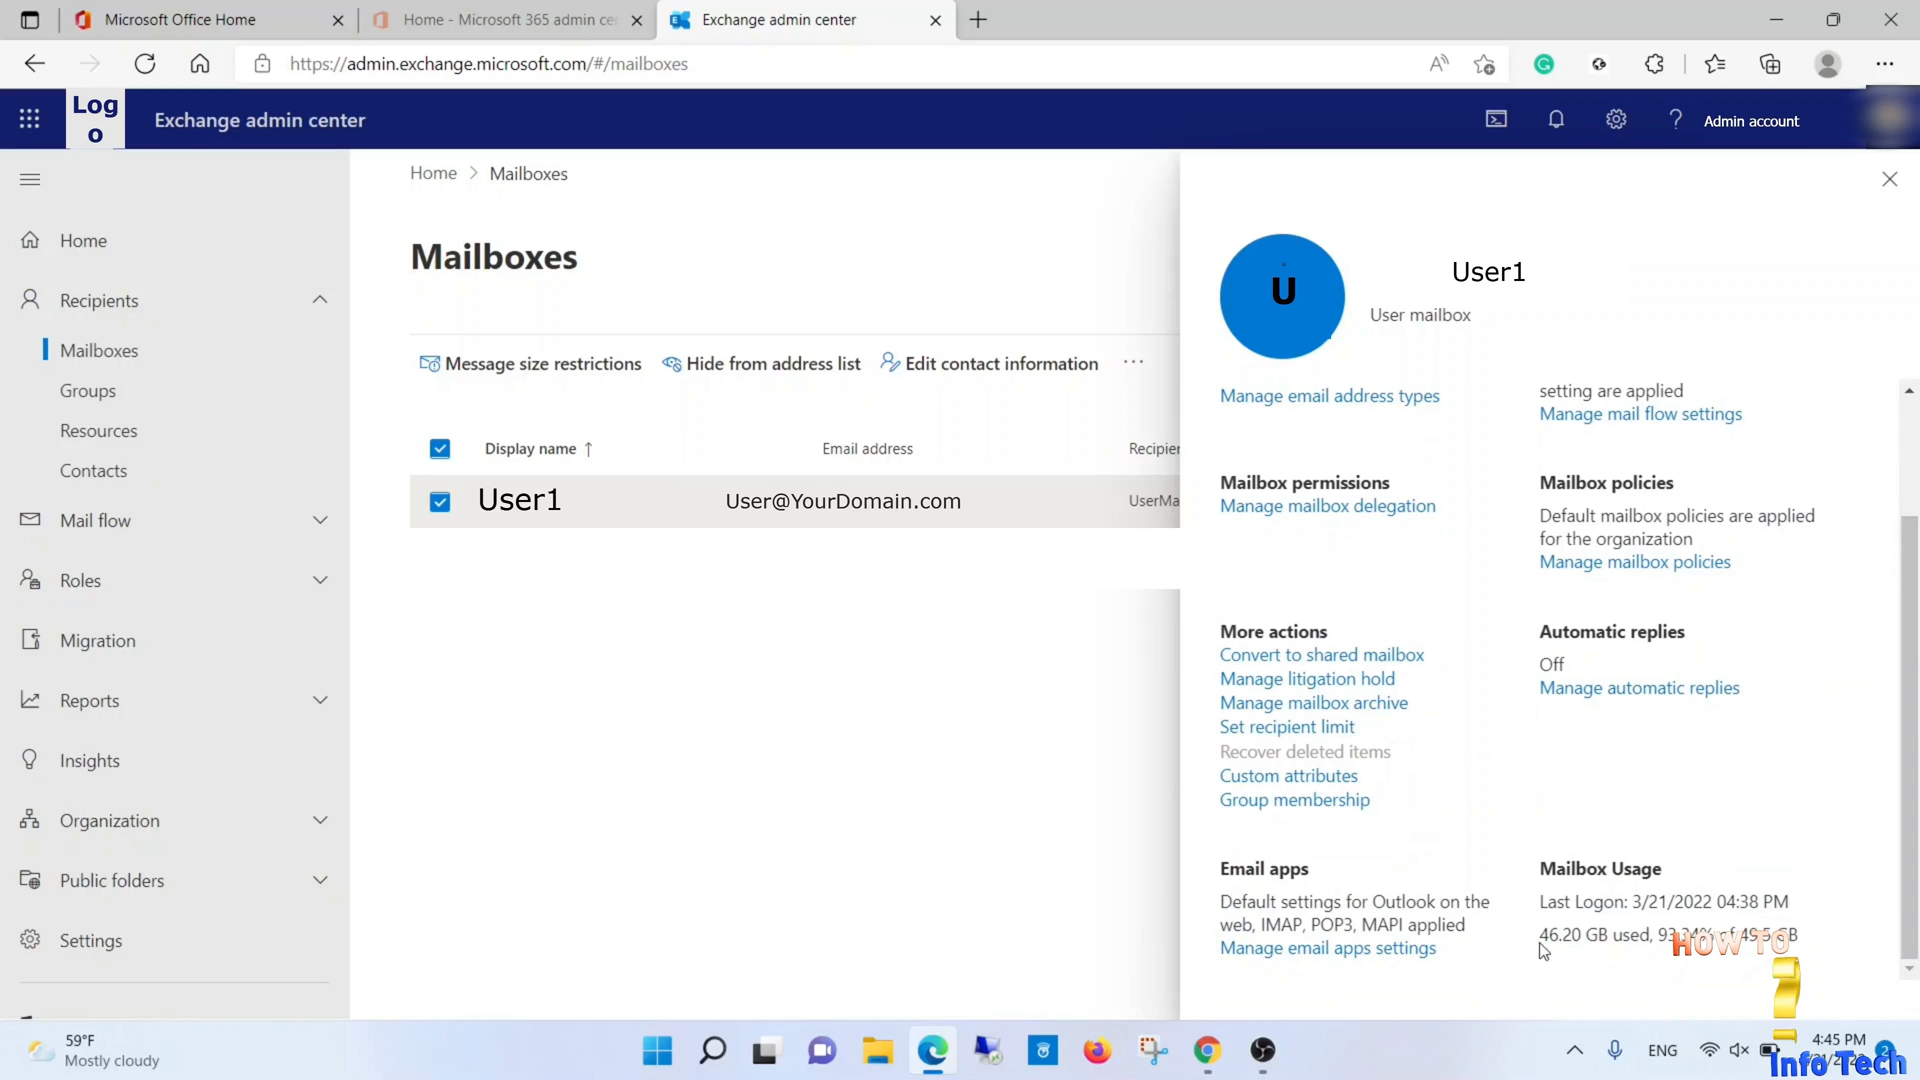 Microsoft Office Home
Home - Microsoft 365 admin ce
Exchange admin center
https://admin.exchange.microsoft.com/#/mailboxes
Log
o
Exchange admin center
Admin account
Home
Recipients
Mailboxes
Groups
Resources
Contacts
Mail flow
Roles
Migration
Reports
Insights
Organization
Public folders
Settings
Home > Mailboxes
Mailboxes
Message size restrictions
Hide from address list
Edit contact information
Display name ↑
Email address
Recipie
User1
User@YourDomain.com
UserMa
U
User1
User mailbox
Manage email address types
setting are applied
Manage mail flow settings
Mailbox permissions
Manage mailbox delegation
Mailbox policies
Default mailbox policies are applied
for the organization
Manage mailbox policies
More actions
Convert to shared mailbox
Manage litigation hold
Manage mailbox archive
Set recipient limit
Recover deleted items
Custom attributes
Group membership
Automatic replies
Off
Manage automatic replies
Email apps
Default settings for Outlook on the
web, IMAP, POP3, MAPI applied
Manage email apps settings
Mailbox Usage
Last Logon: 3/21/2022 04:38 PM
46.20 GB used, of 49.5 GB
HOW TO
?
Info Tech
59°F
Mostly cloudy
ENG
4:45 PM
2